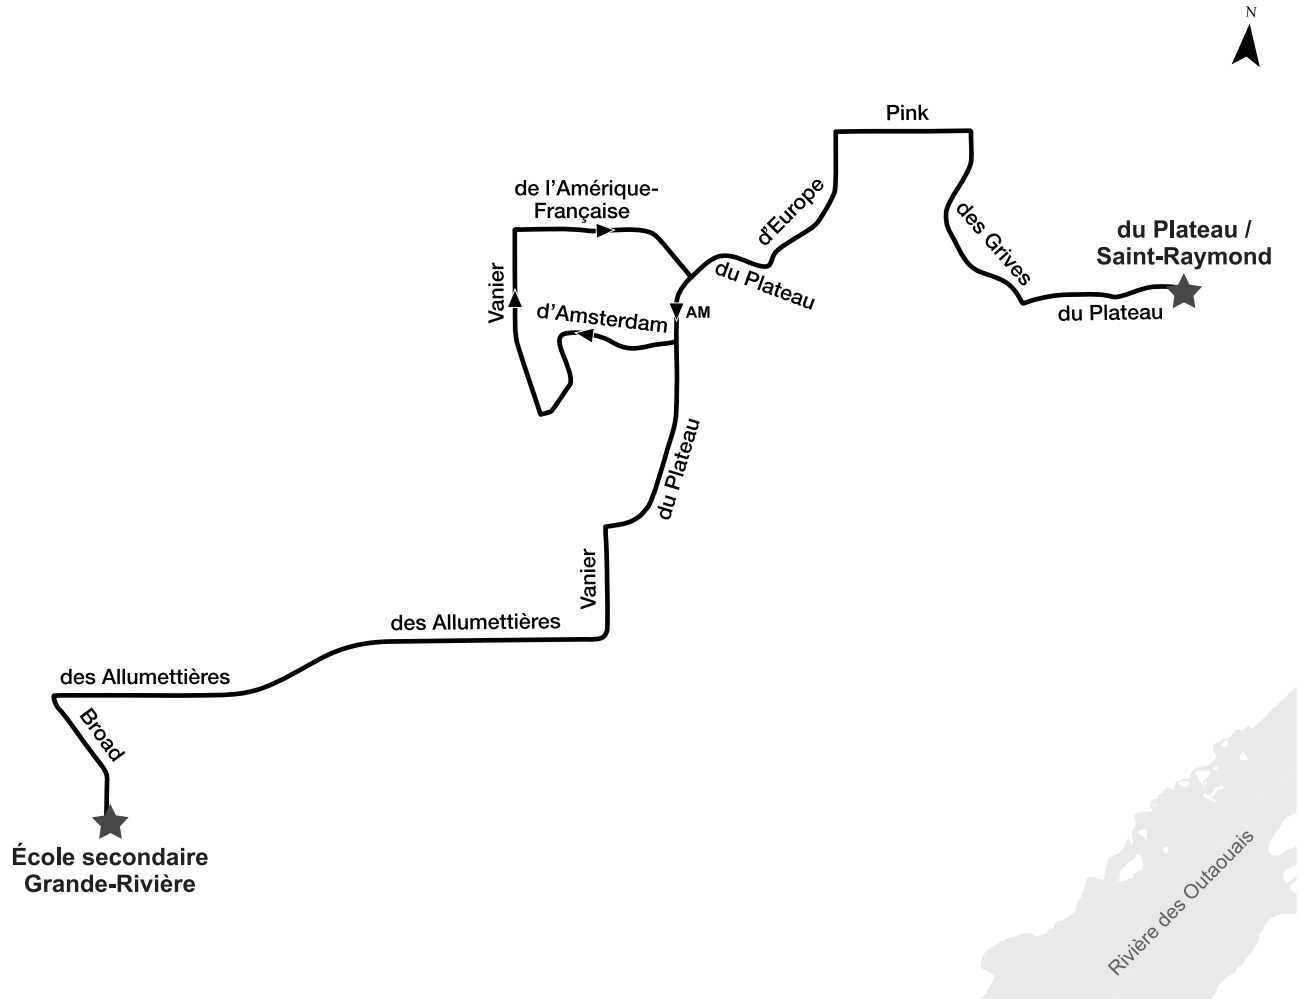 N
Pink
de l'Amérique-
Française
d'Europe
des Grives
du Plateau /
Saint-Raymond
du Plateau
Vanier
d'Amsterdam
AM
du Plateau
du Plateau
Vanier
des Allumettières
des Allumettières
Broad
École secondaire
Grande-Rivière
Rivière des Outaouais